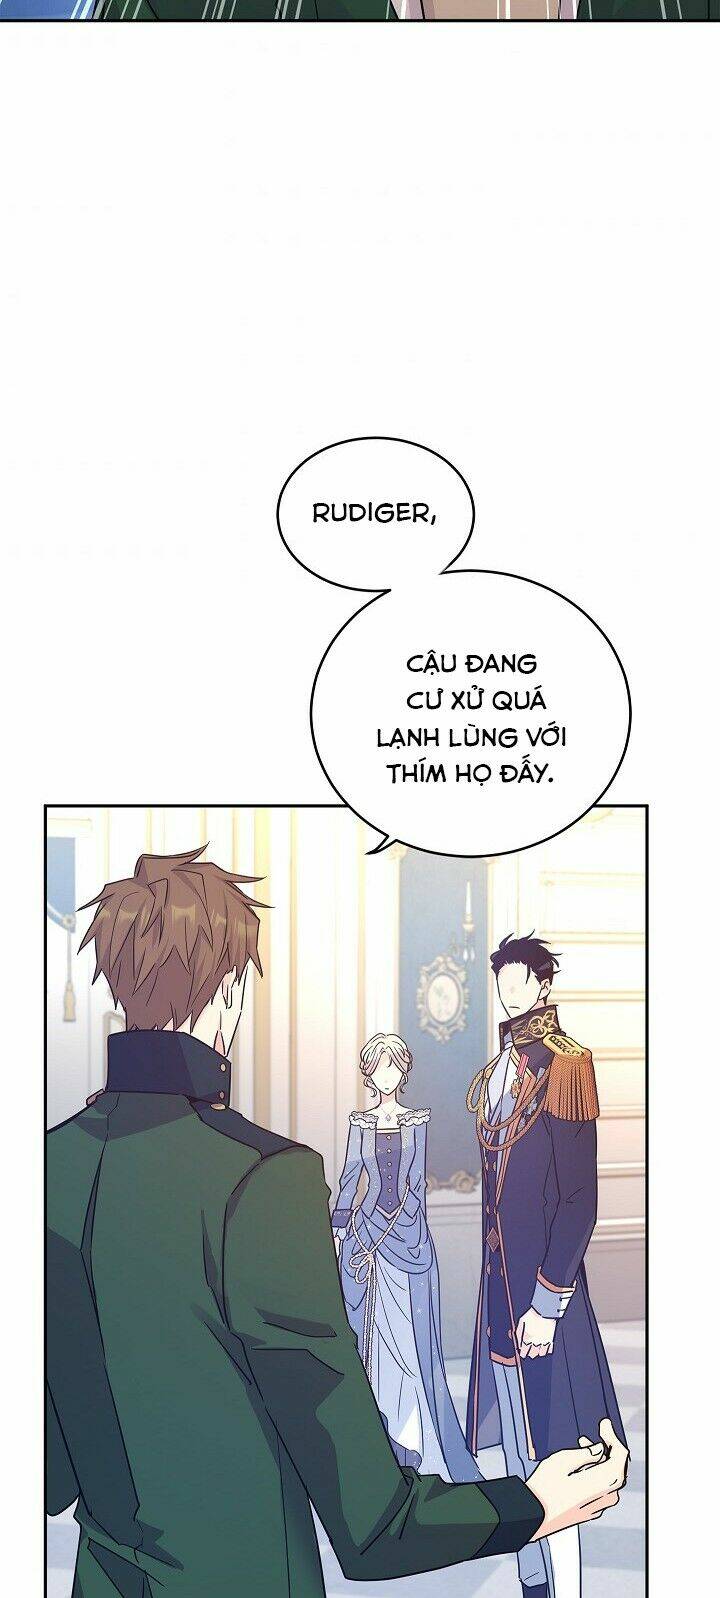 RUDIGER,
CẬU ĐANG
CƯ XỬ QUÁ
LẠNH LÙNG VỚI
THÍM HỌ ĐẤY.